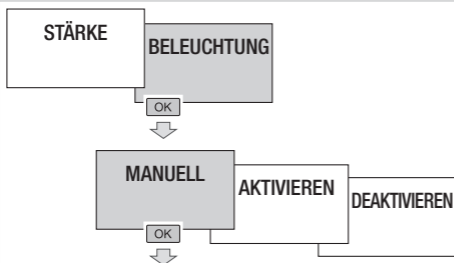 STÄRKE
BELEUCHTUNG
OK
MANUELL
AKTIVIEREN
DEAKTIVIEREN
OK